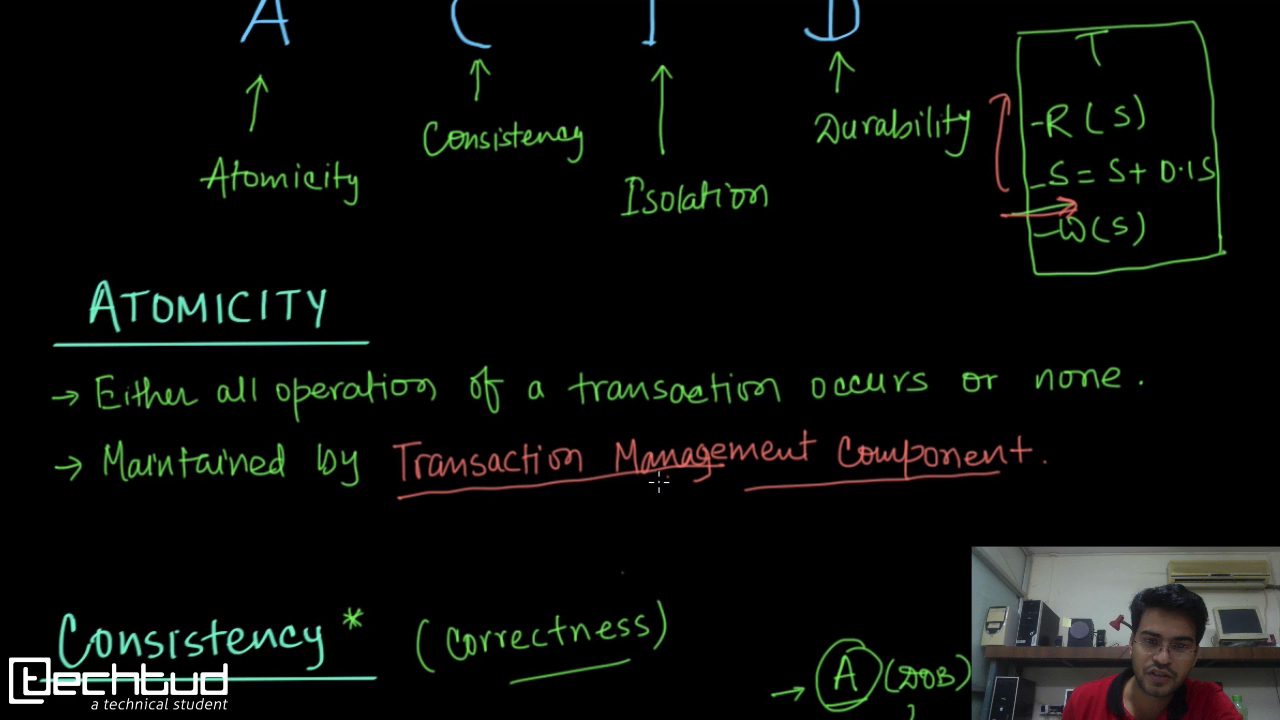 A C I D
Atomicity
Consistency
Isolation
Durability
T
-R(S)
-S = S + 0.1S
-W(S)
ATOMICITY
→ Either all operation of a transaction occurs or none.
→ Maintained by Transaction Management Component.
Consistency* (Correctness)
→ A (DOB)
techtud
a technical student